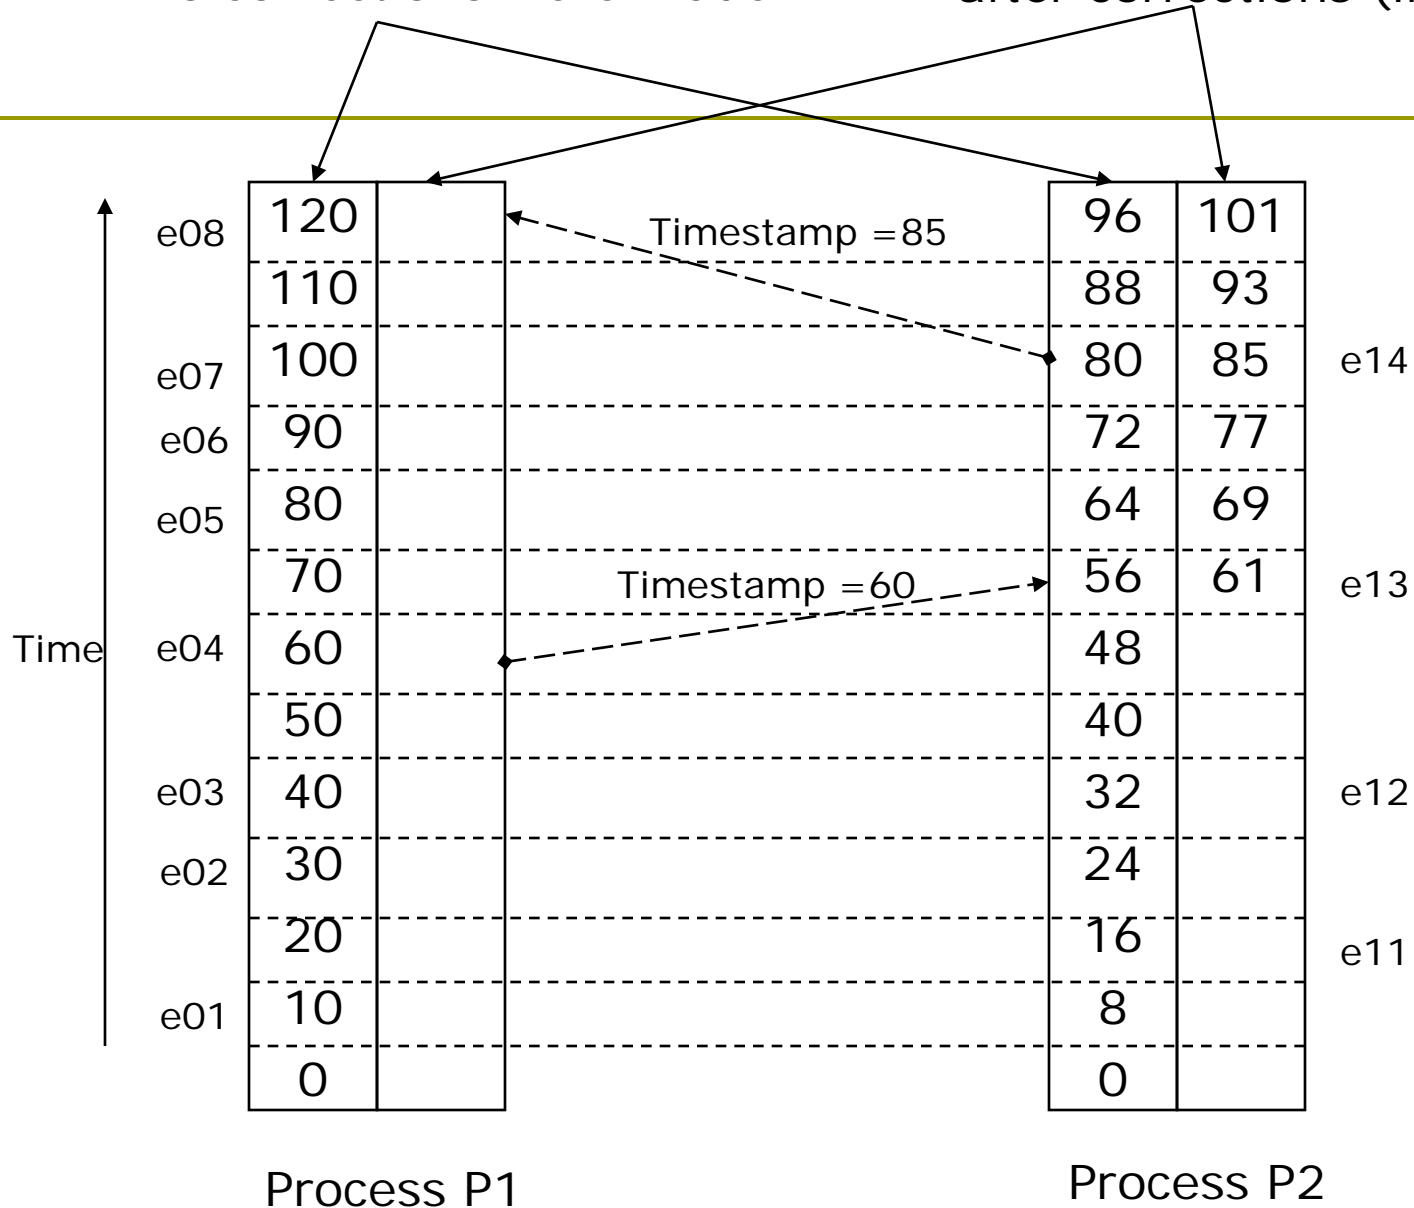 after corrections
e08 120 Timestamp =85 96 101
110 88 93
e07 100 80 85 e14
e06 90 72 77
e05 80 64 69
70 Timestamp =60 56 61 e13
Time e04 60 48
50 40
e03 40 32 e12
e02 30 24
20 16 e11
e01 10 8
0 0
Process P1 Process P2